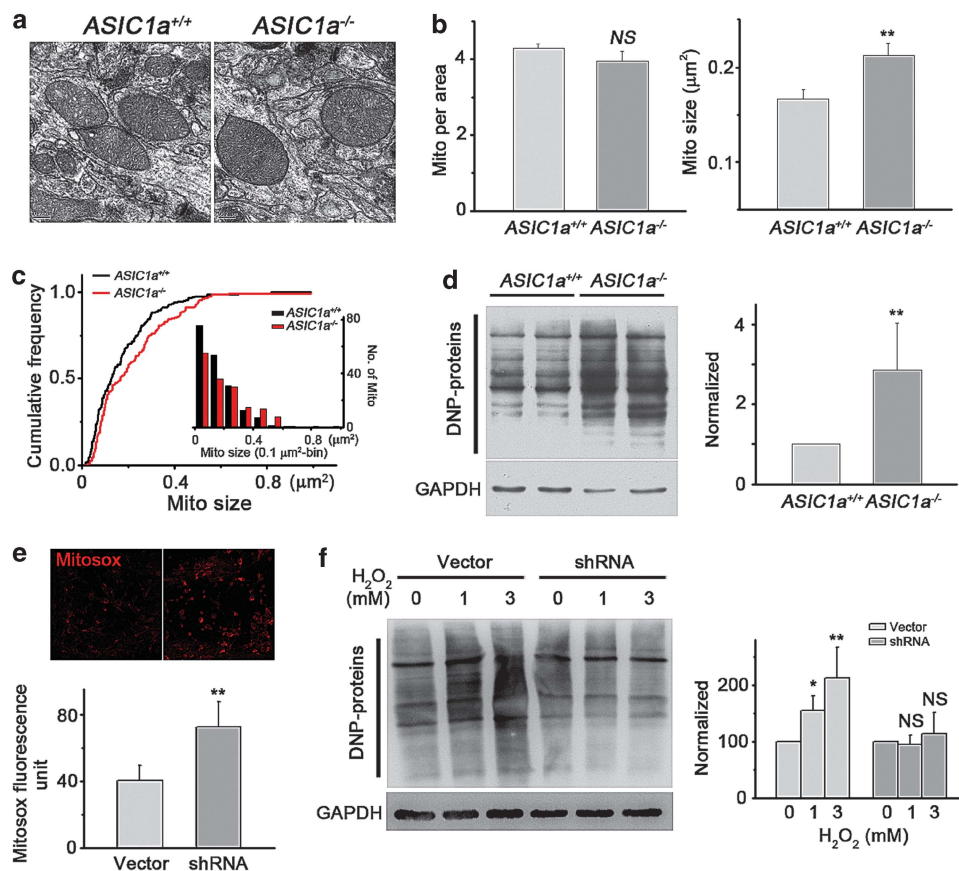 a
ASIC1a+/+ ASIC1a-/-
b
Mito per area
4
2
0
NS
ASIC1a+/+ ASIC1a-/-
Mito size (μm2)
0.2
0.1
**
ASIC1a+/+ ASIC1a-/-
c
Cumulative frequency
1.0
0.5
0.0
ASIC1a+/+
ASIC1a-/-
ASIC1a+/+
ASIC1a-/-
80
40
0
No. of Mito
0 0.4 0.8 (μm2)
Mito size (0.1 μm2-bin)
0 0.4 0.8 (μm2)
Mito size
d
ASIC1a+/+ ASIC1a-/-
DNP-proteins
GAPDH
Normalized
4
2
0
**
ASIC1a+/+ ASIC1a-/-
e
Mitosox
Mitosox fluorescence
unit
80
40
0
**
Vector shRNA
f
Vector shRNA
H2O2
(mM) 0 1 3 0 1 3
DNP-proteins
GAPDH
Normalized
200
100
0
Vector
shRNA
* ** NS NS
0 1 3 0 1 3
H2O2 (mM)